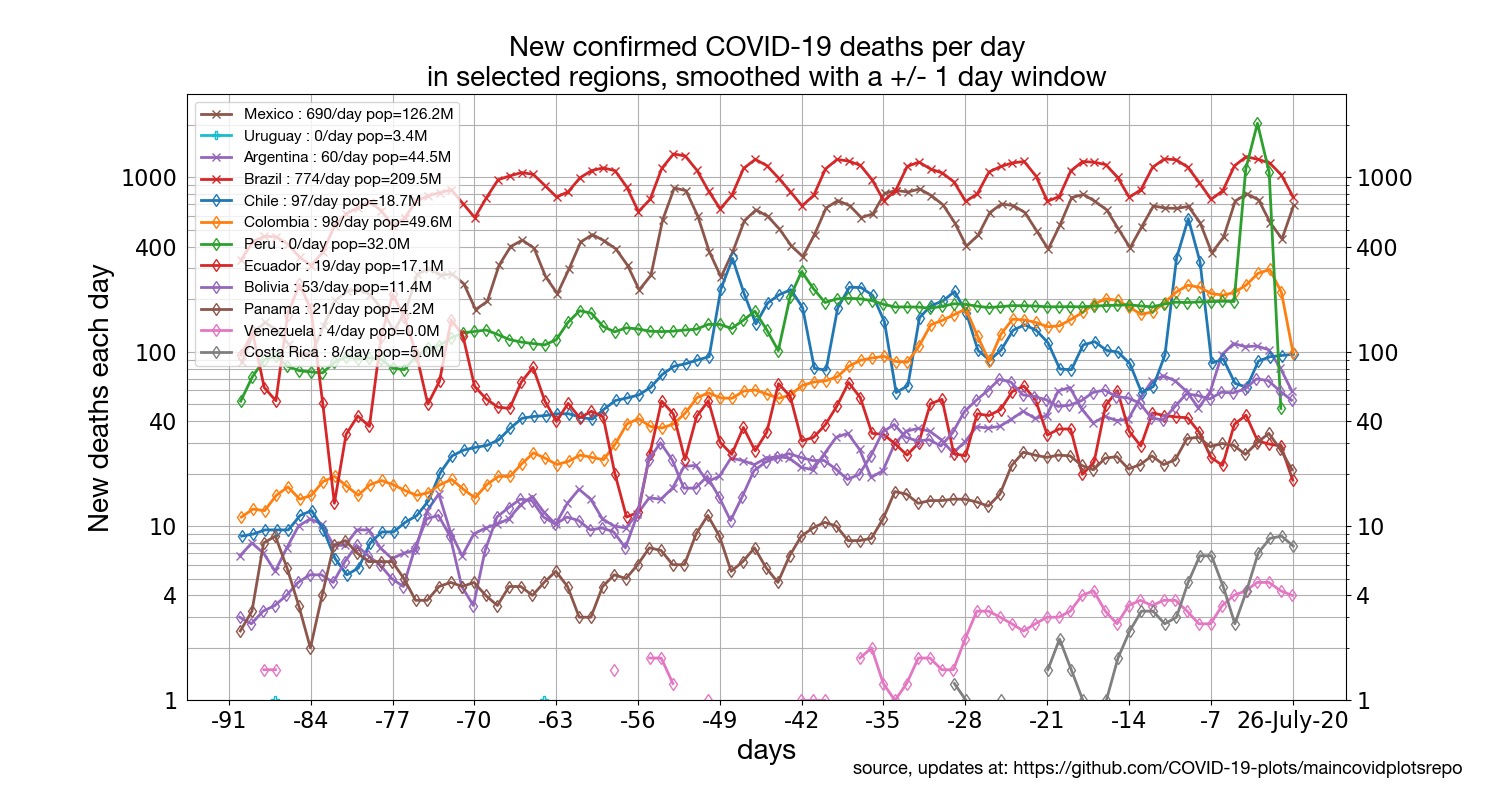 New confirmed COVID-19 deaths per day
in selected regions, smoothed with a +/- 1 day window
Mexico : 690/day pop=126.2M
Uruguay : 0/day pop=3.4M
Argentina : 60/day pop=44.5M
Brazil : 774/day pop=209.5M
Chile : 97/day pop=18.7M
Colombia : 98/day pop=49.6M
Peru : 0/day pop=32.0M
Ecuador : 19/day pop=17.1M
Bolivia : 53/day pop=11.4M
Panama : 21/day pop=4.2M
Venezuela : 4/day pop=0.0M
Costa Rica : 8/day pop=5.0M
New deaths each day
1000
400
100
40
10
4
1
1000
400
100
40
10
4
1
-91 -84 -77 -70 -63 -56 -49 -42 -35 -28 -21 -14 -7 26-July-20
days
source, updates at: https://github.com/COVID-19-plots/maincovidplotsrepo